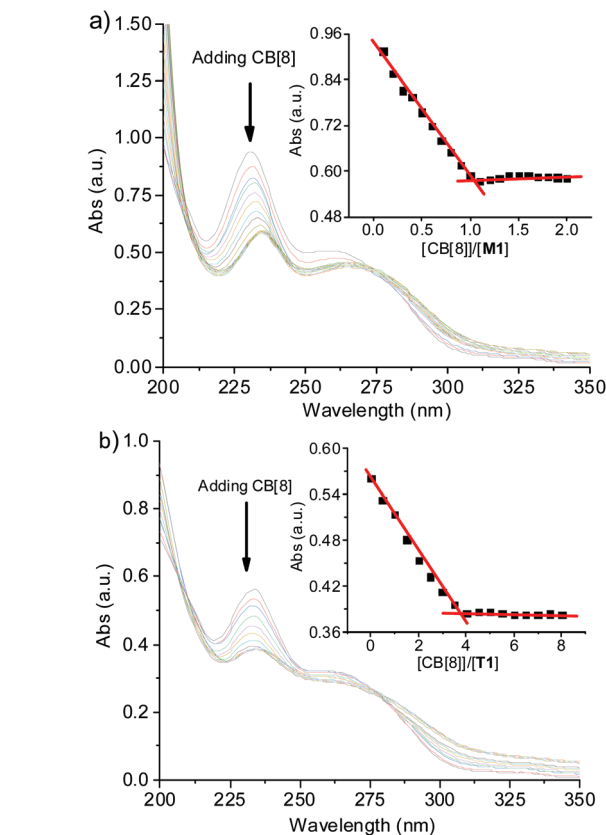 a)
Abs (a.u.)
1.50
1.25
1.00
0.75
0.50
0.25
0.00
Adding CB[8]
Abs (a.u.)
0.96
0.84
0.72
0.60
0.48
0.0 0.5 1.0 1.5 2.0
[CB[8]]/[M1]
200 225 250 275 300 325 350
Wavelength (nm)
b)
Abs (a.u.)
1.0
0.8
0.6
0.4
0.2
0.0
Adding CB[8]
Abs (a.u.)
0.60
0.54
0.48
0.42
0.36
0 2 4 6 8
[CB[8]]/[T1]
200 225 250 275 300 325 350
Wavelength (nm)